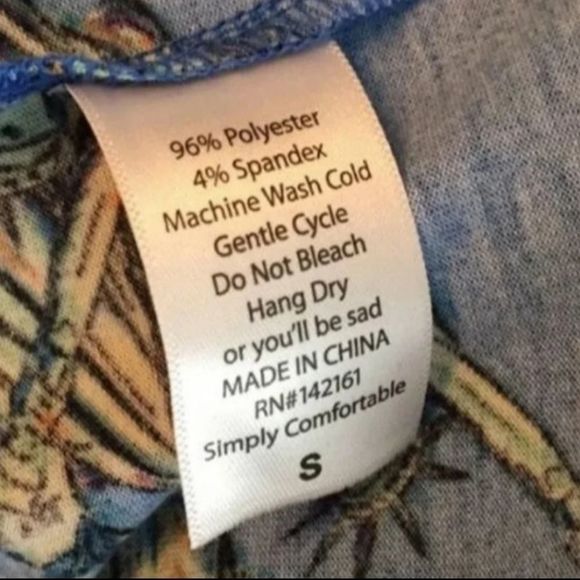 96% Polyester
4% Spandex
Machine Wash Cold
Gentle Cycle
Do Not Bleach
Hang Dry
or you'll be sad
MADE IN CHINA
RN#142161
Simply Comfortable
S